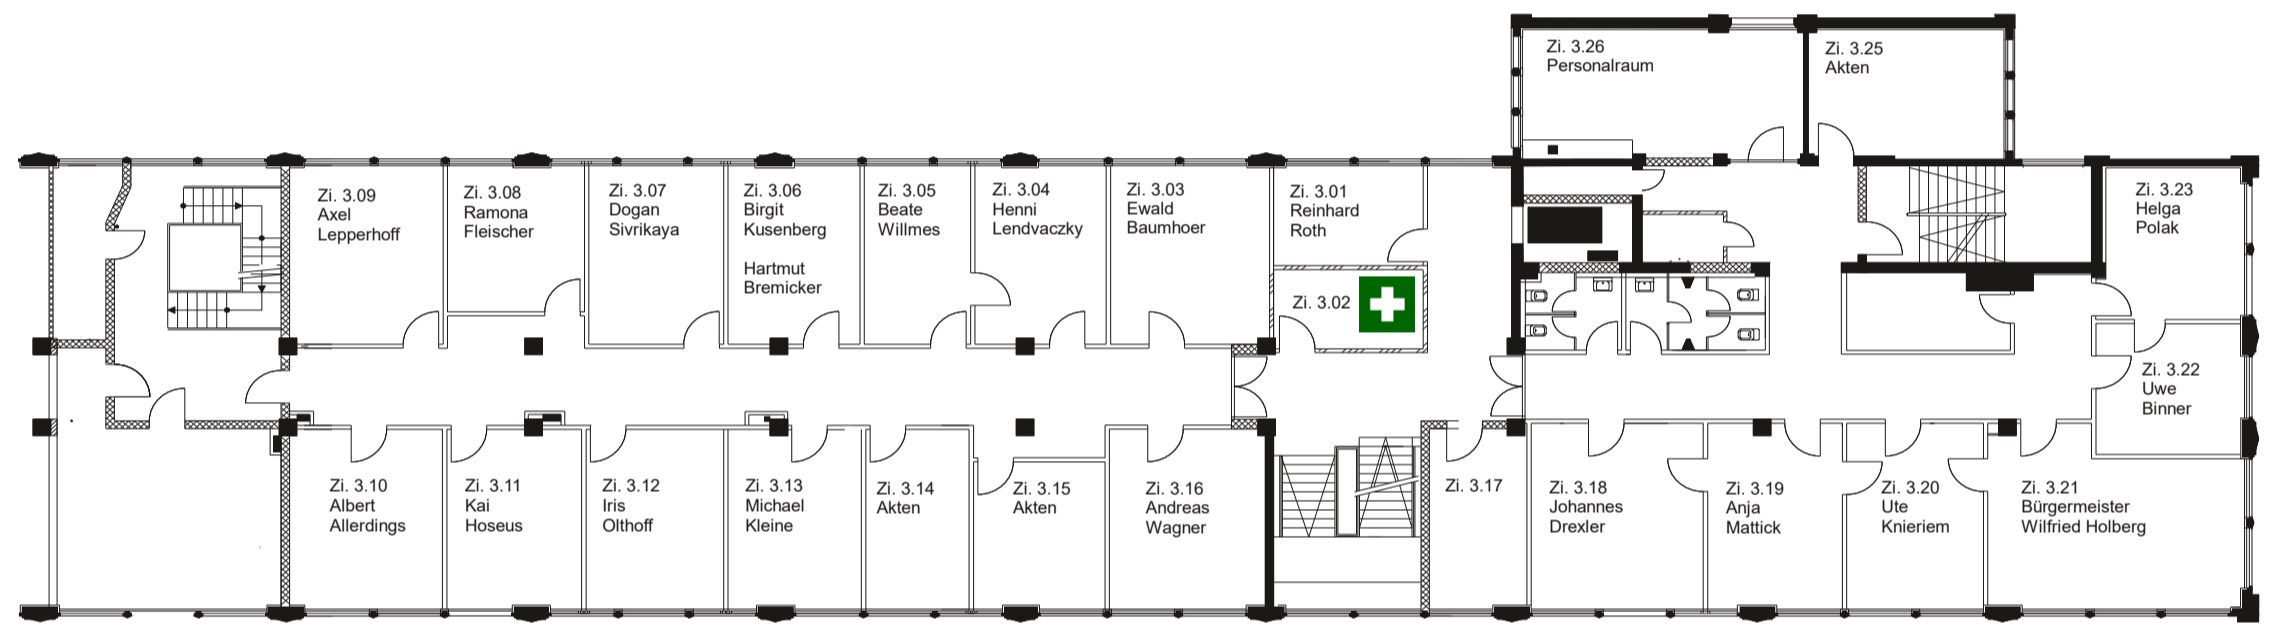 Zi. 3.26
Personalraum
Zi. 3.25
Akten
Zi. 3.09
Axel
Lepperhoff
Zi. 3.08
Ramona
Fleischer
Zi. 3.07
Dogan
Sivrikaya
Zi. 3.06
Birgit
Kusenberg
Hartmut
Bremicker
Zi. 3.05
Beate
Willmes
Zi. 3.04
Henni
Lendvaczky
Zi. 3.03
Ewald
Baumhoer
Zi. 3.01
Reinhard
Roth
Zi. 3.02
Zi. 3.23
Helga
Polak
Zi. 3.22
Uwe
Binner
Zi. 3.10
Albert
Allerdings
Zi. 3.11
Kai
Hoseus
Zi. 3.12
Iris
Olthoff
Zi. 3.13
Michael
Kleine
Zi. 3.14
Akten
Zi. 3.15
Akten
Zi. 3.16
Andreas
Wagner
Zi. 3.17
Zi. 3.18
Johannes
Drexler
Zi. 3.19
Anja
Mattick
Zi. 3.20
Ute
Knieriem
Zi. 3.21
Bürgermeister
Wilfried Holberg